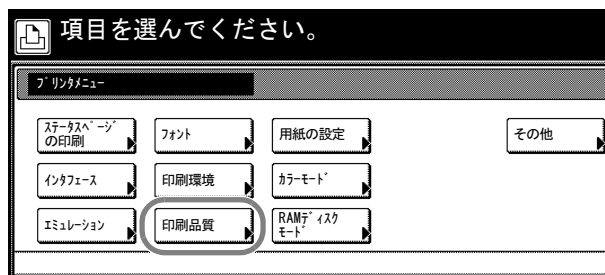 項目を選んでください。
ﾌﾟﾘﾝﾀﾒﾆｭｰ
ｽﾃｰﾀｽﾍﾟｰｼﾞ
の印刷
ﾌｫﾝﾄ
用紙の設定
その他
ｲﾝﾀﾌｪｰｽ
印刷環境
ｶﾗｰﾓｰﾄﾞ
ｴﾐｭﾚｰｼｮﾝ
印刷品質
RAMﾃﾞｨｽｸ
ﾓｰﾄﾞ